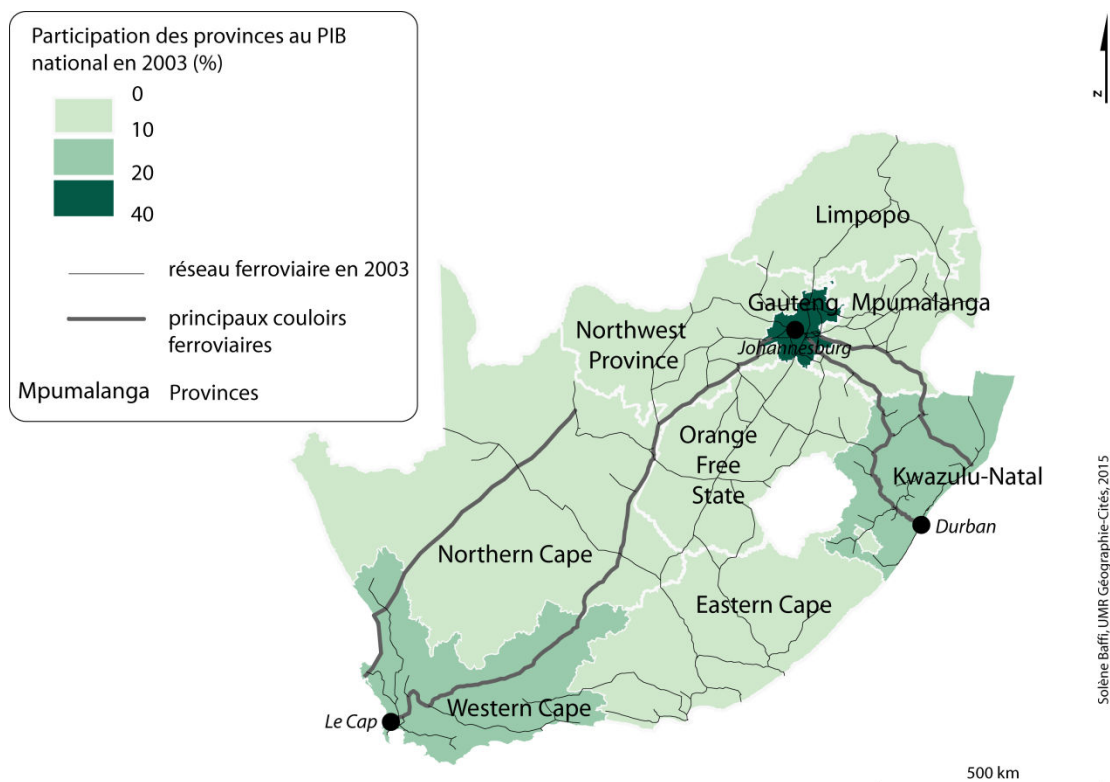 Participation des provinces au PIB
national en 2003 (%)
0
10
20
40
réseau ferroviaire en 2003
principaux couloirs
ferroviaires
Mpumalanga Provinces
N
Limpopo
Gauteng
Mpumalanga
Northwest
Province
Johannesburg
Orange
Free
State
Kwazulu-Natal
Durban
Northern Cape
Eastern Cape
Western Cape
Le Cap
500 km
Solène Baffi, UMR Géographie-Cités, 2015